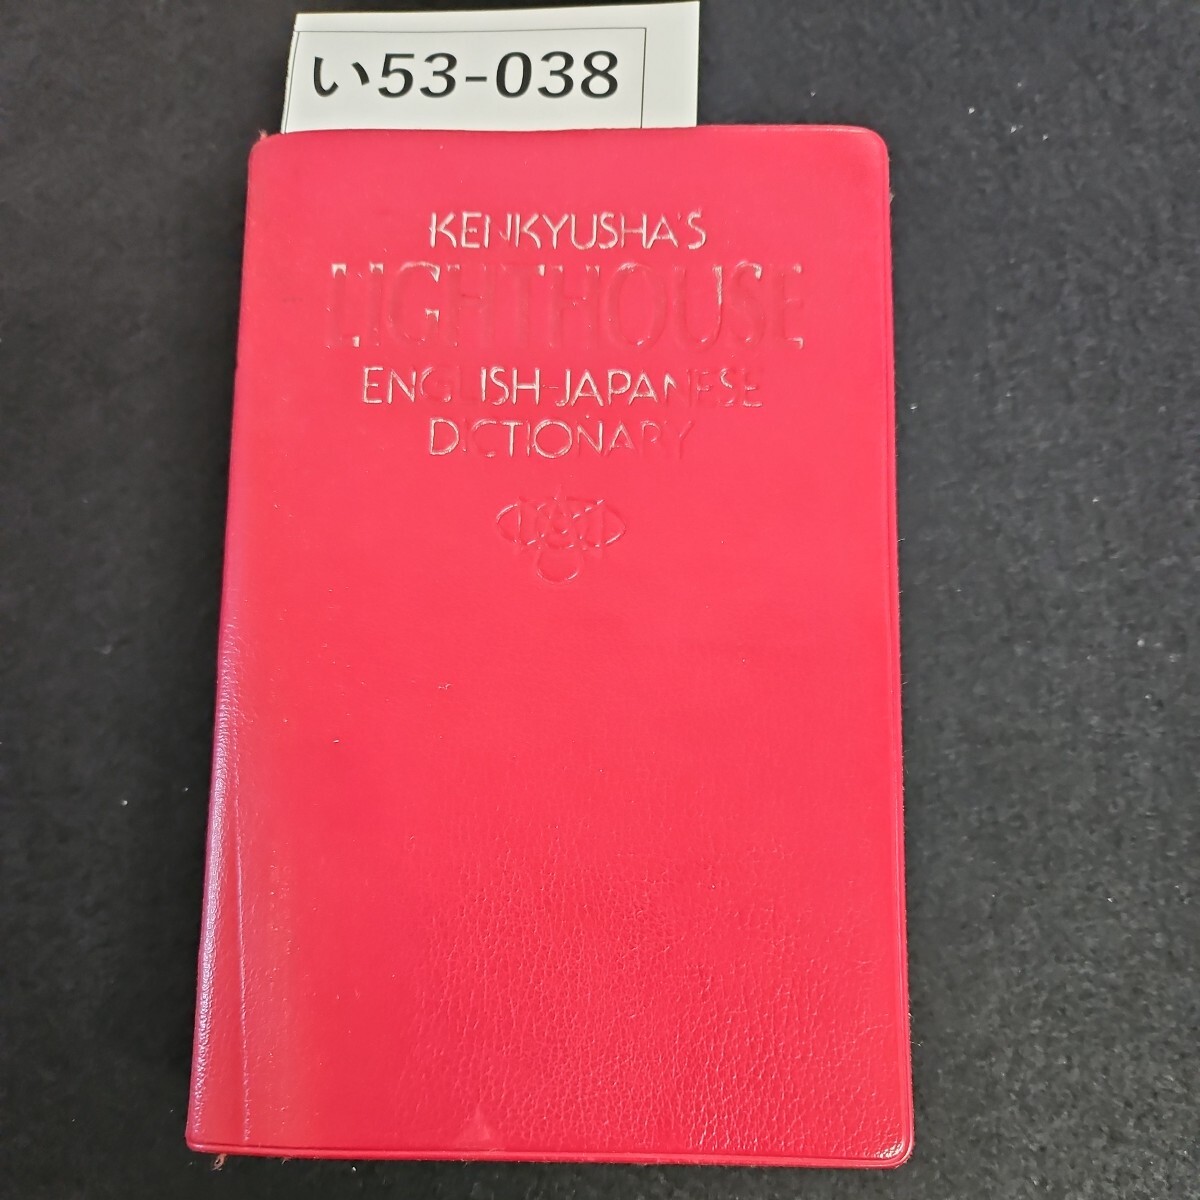 い53-038
KENKYUSHA'S
LIGHTHOUSE
ENGLISH-JAPANESE
DICTIONARY